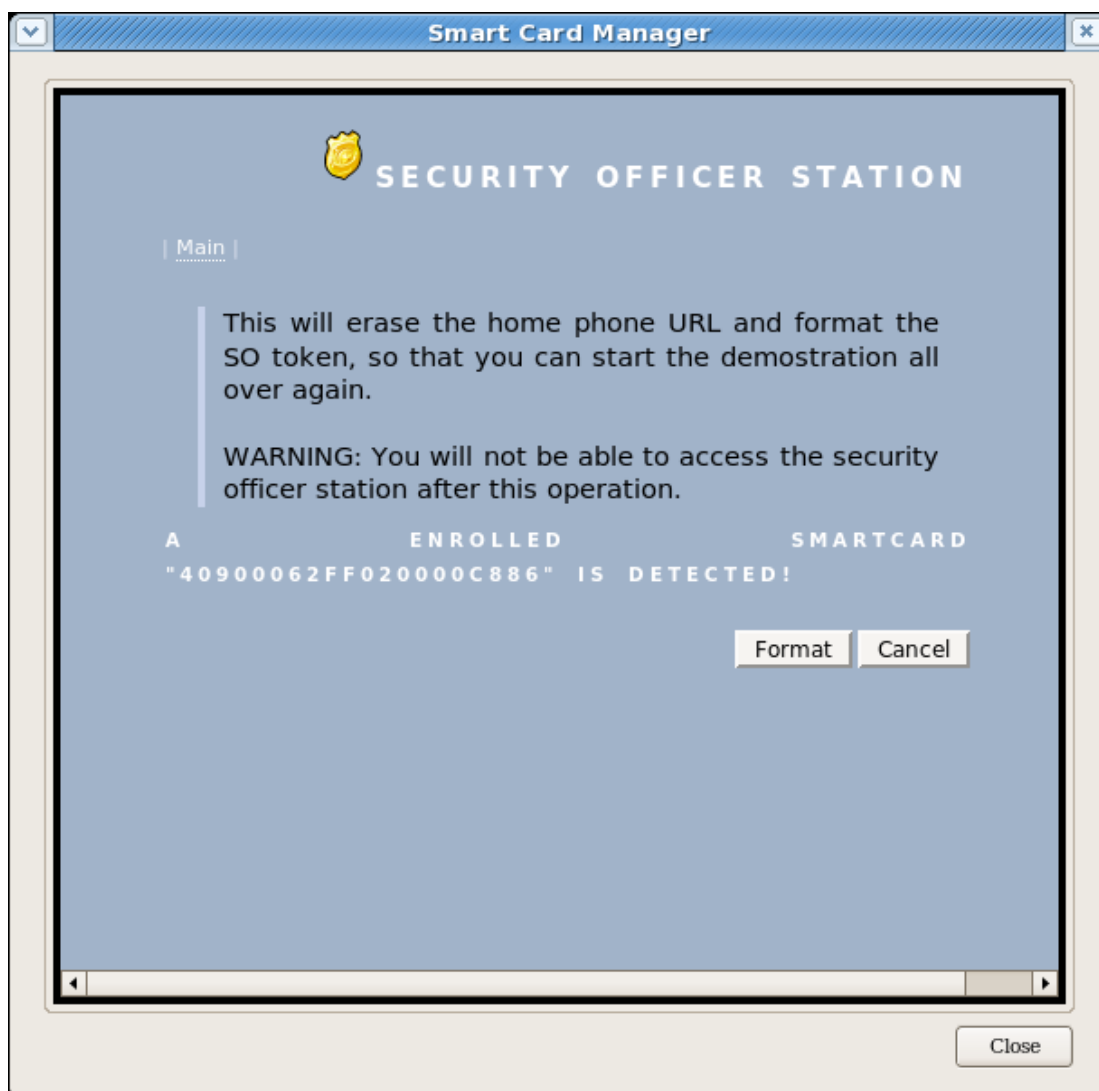 Smart Card Manager
SECURITY OFFICER STATION
| Main |
This will erase the home phone URL and format the
SO token, so that you can start the demostration all
over again.
WARNING: You will not be able to access the security
officer station after this operation.
A ENROLLED SMARTCARD
"40900062FF020000C886" IS DETECTED!
Format Cancel
Close